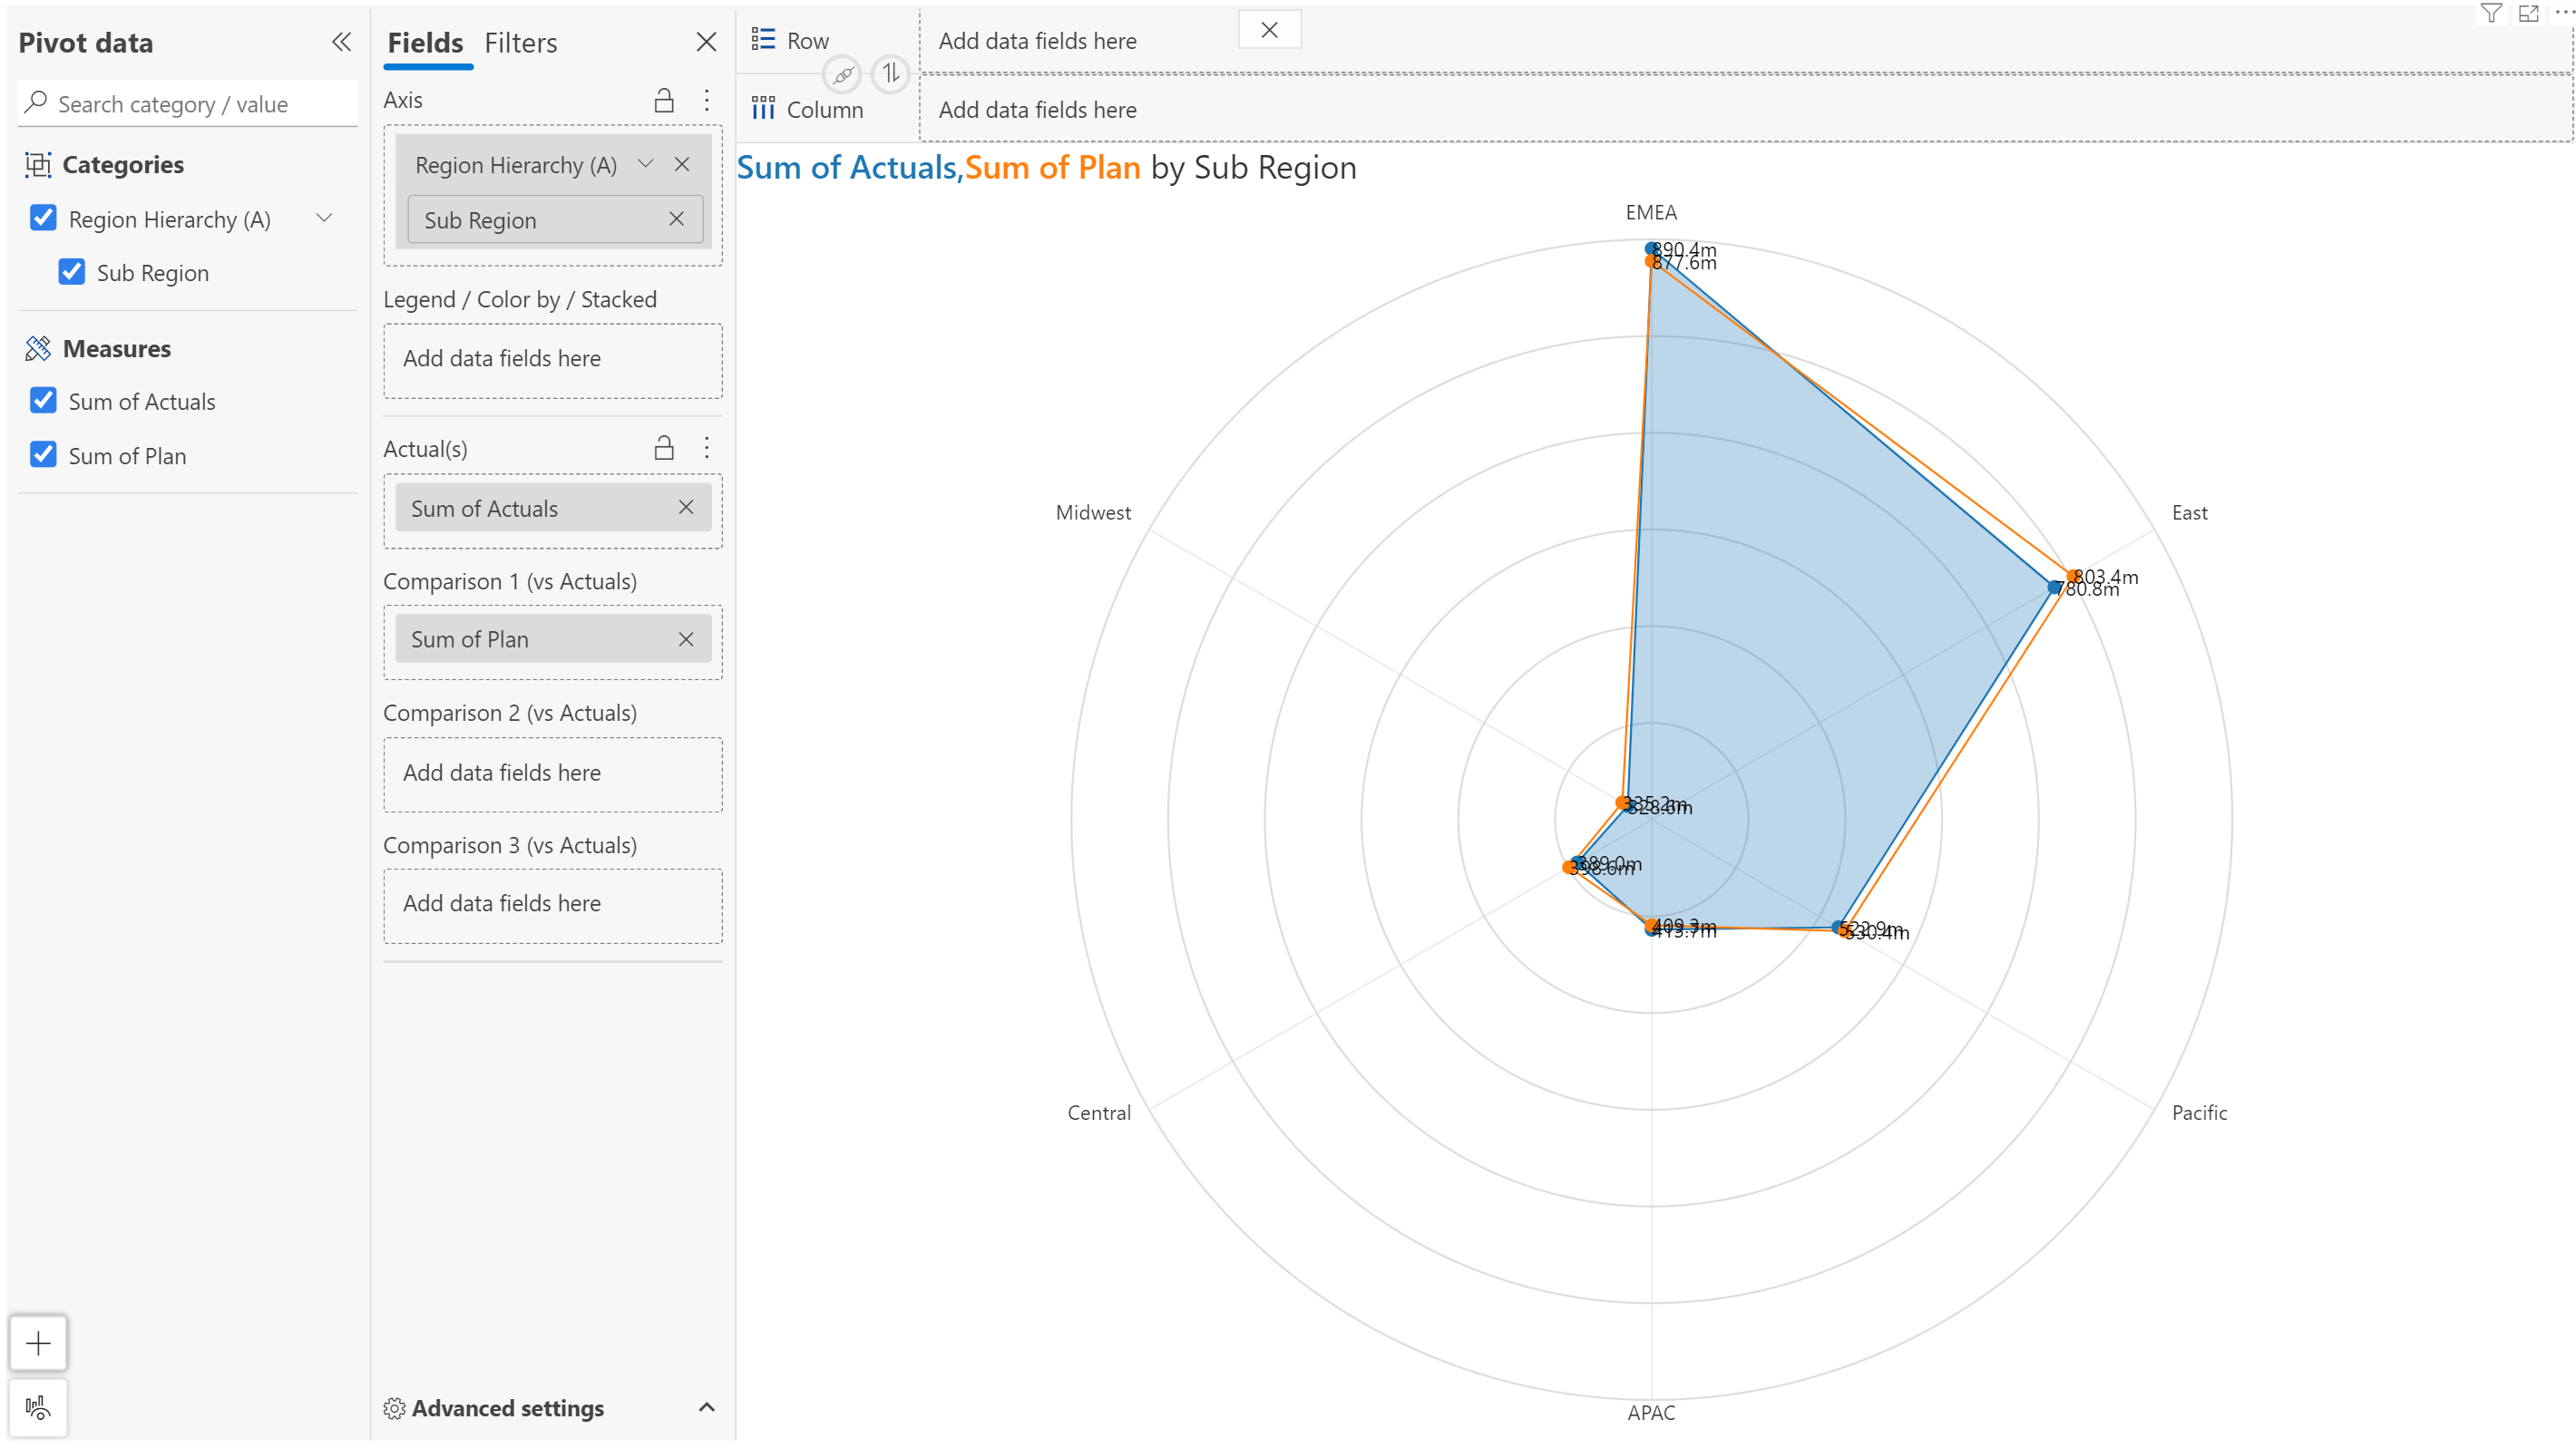 Pivot data
Search category / value
Categories
Region Hierarchy (A)
Sub Region
Measures
Sum of Actuals
Sum of Plan
Fields
Filters
Axis
Region Hierarchy (A)
Sub Region
Legend / Color by / Stacked
Add data fields here
Actual(s)
Sum of Actuals
Comparison 1 (vs Actuals)
Sum of Plan
Comparison 2 (vs Actuals)
Add data fields here
Comparison 3 (vs Actuals)
Add data fields here
Advanced settings
Row
Add data fields here
Column
Add data fields here
Sum of Actuals,Sum of Plan by Sub Region
EMEA
890.4m
877.6m
Midwest
East
803.4m
780.8m
335.2m
328.6m
389.0m
398.6m
409.3m
413.7m
522.9m
530.4m
Central
Pacific
APAC